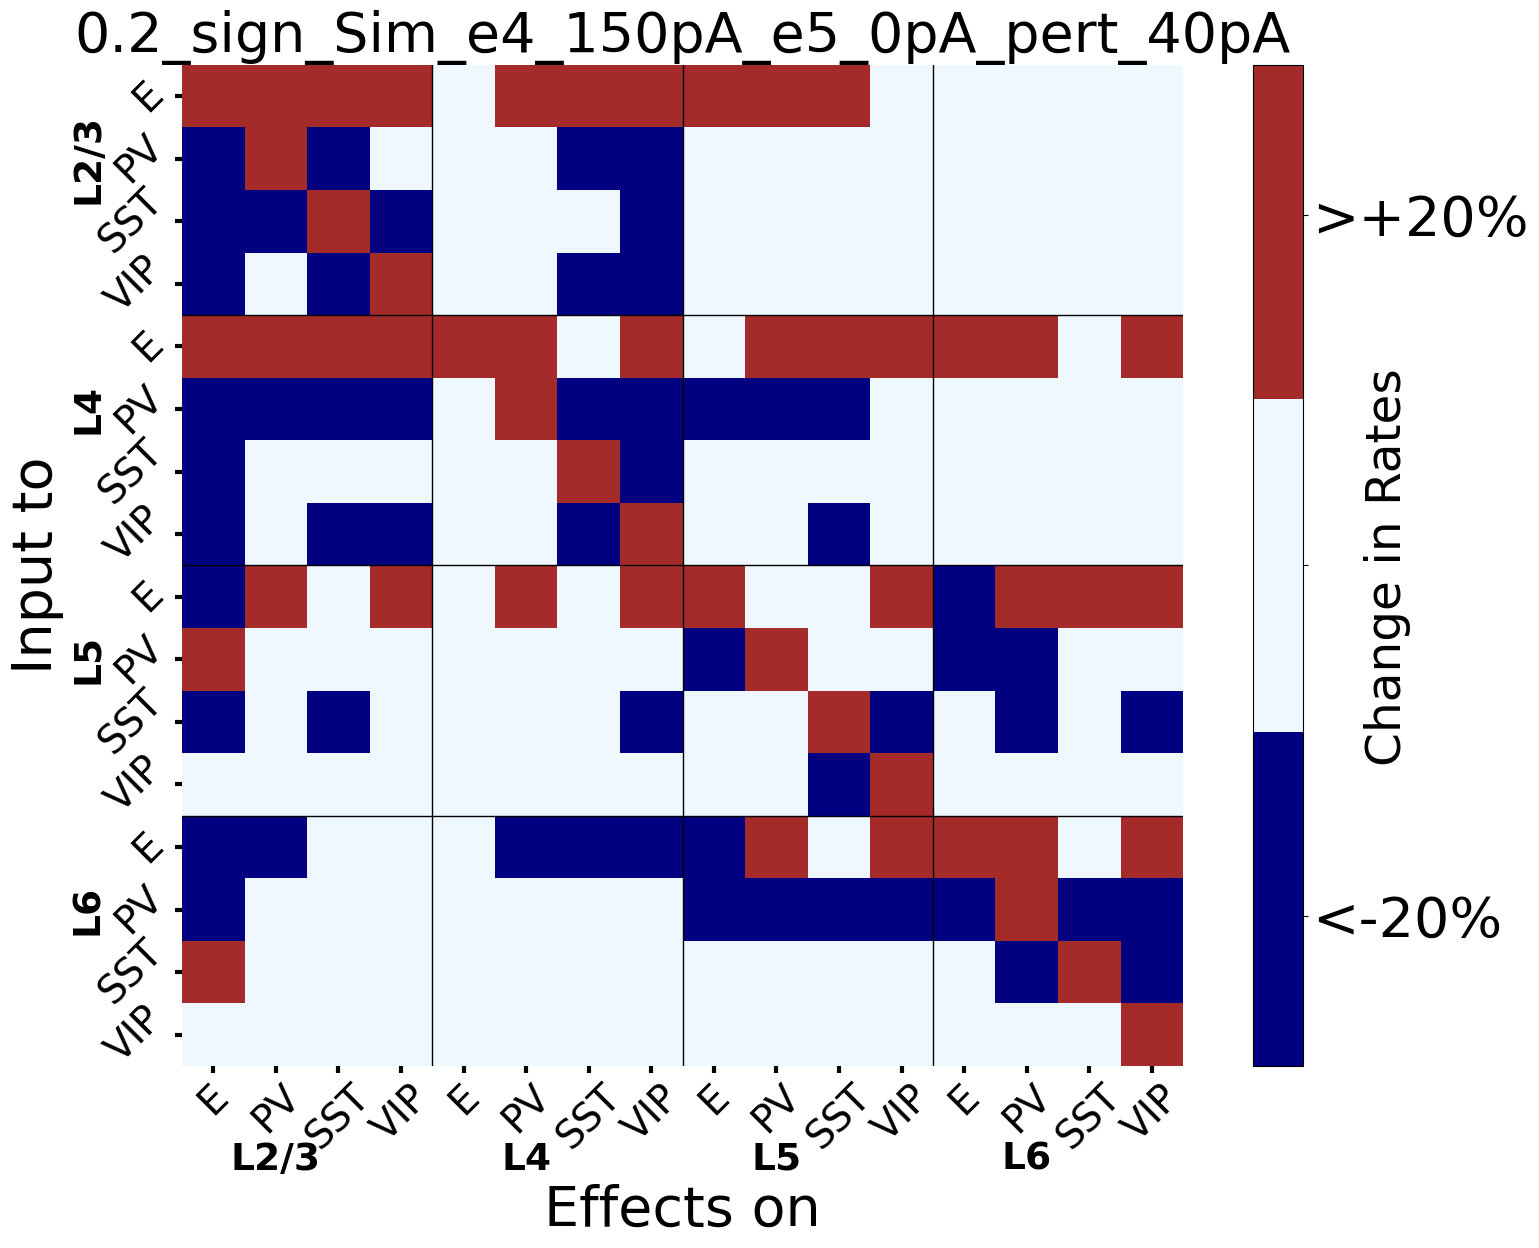 0.2_sign_Sim_e4_150pA_e5_0pA_pert_40pA
Input to
L2/3
E
PV
SST
VIP
L4
E
PV
SST
VIP
L5
E
PV
SST
VIP
L6
E
PV
SST
VIP
E PV SST VIP E PV SST VIP E PV SST VIP E PV SST VIP
L2/3 L4 L5 L6
Effects on
>+20%
<-20%
Change in Rates